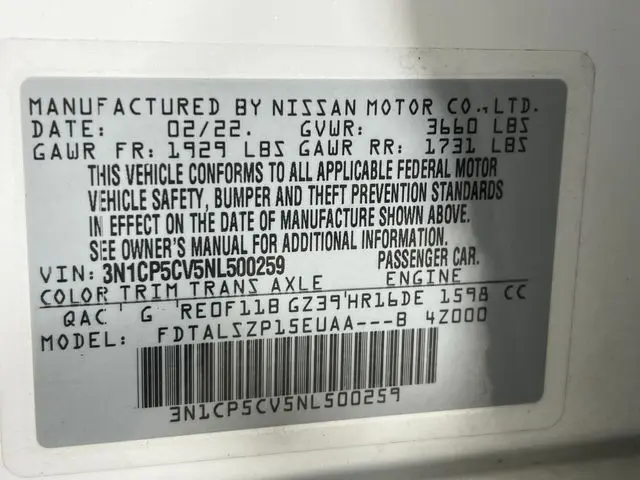 MANUFACTURED BY NISSAN MOTOR CO.,LTD.
DATE: 02/22. GVWR: 3660 LBS
GAWR FR: 1929 LBS GAWR RR: 1731 LBS
THIS VEHICLE CONFORMS TO ALL APPLICABLE FEDERAL MOTOR
VEHICLE SAFETY, BUMPER AND THEFT PREVENTION STANDARDS
IN EFFECT ON THE DATE OF MANUFACTURE SHOWN ABOVE.
SEE OWNER'S MANUAL FOR ADDITIONAL INFORMATION.
VIN: 3N1CP5CV5NL500259 PASSENGER CAR.
COLOR TRIM TRANS AXLE ENGINE
QAC G RE0F11B GZ39 HR16DE 1598 CC
MODEL: FDTALSZP15EUAA---B 4Z000
3N1CP5CV5NL500259